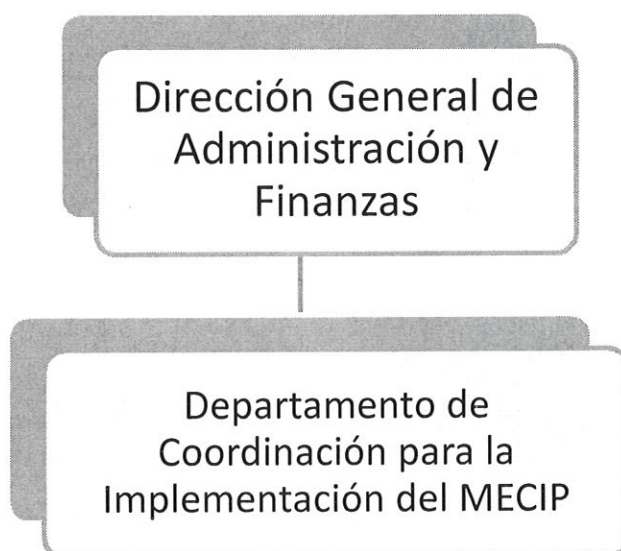 Dirección General de
Administración y
Finanzas
Departamento de
Coordinación para la
Implementación del MECIP